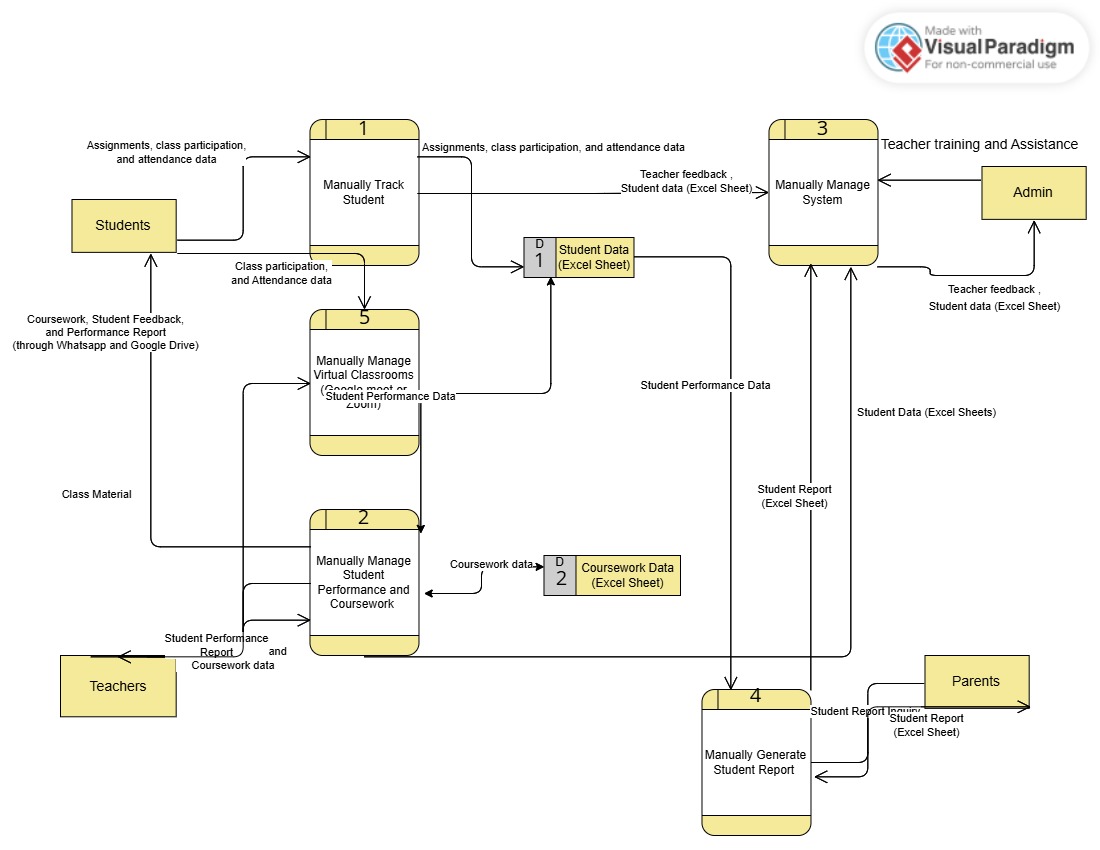 Made with
Visual Paradigm
For non-commercial use
1
3
Assignments, class participation,
and attendance data
Assignments, class participation, and attendance data
Teacher training and Assistance
Manually Track
Student
Teacher feedback ,
Student data (Excel Sheet)
Manually Manage
System
Admin
Students
D
1
Student Data
(Excel Sheet)
Class participation,
and Attendance data
Teacher feedback ,
Student data (Excel Sheet)
5
Coursework, Student Feedback,
and Performance Report
(through Whatsapp and Google Drive)
Manually Manage
Virtual Classrooms
(Google meet or
Zoom)
Student Performance Data
Student Performance Data
Student Data (Excel Sheets)
Class Material
Student Report
(Excel Sheet)
2
Manually Manage
Student
Performance and
Coursework
Coursework data
D
2
Coursework Data
(Excel Sheet)
Student Performance
Report and
Coursework data
Teachers
Parents
4
Student Report Inquiry
Student Report
(Excel Sheet)
Manually Generate
Student Report